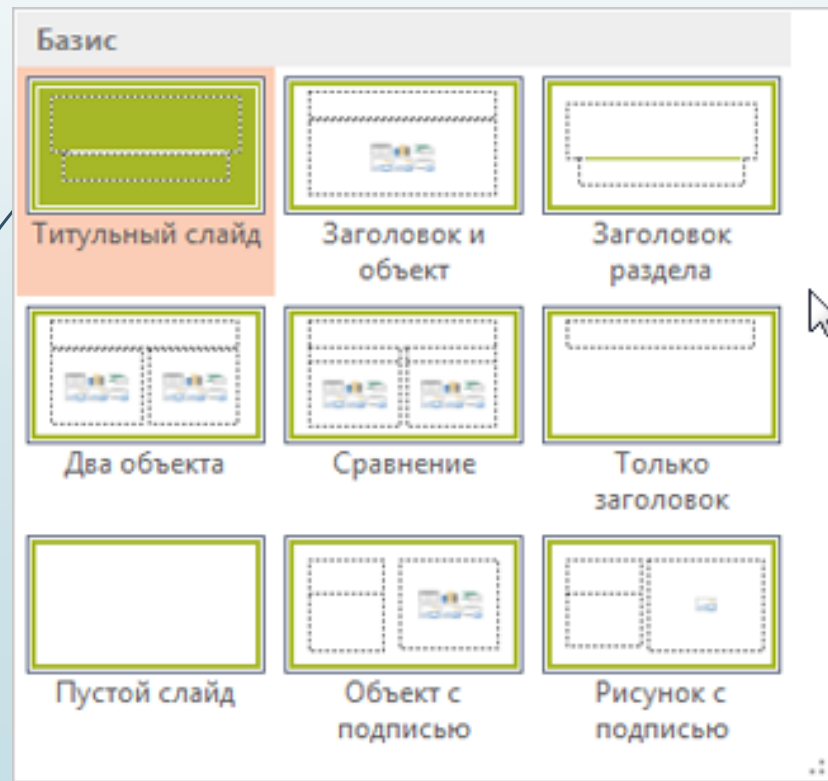 Базис
Титульный слайд
Заголовок и
объект
Заголовок
раздела
Два объекта
Сравнение
Только
заголовок
Пустой слайд
Объект с
подписью
Рисунок с
подписью